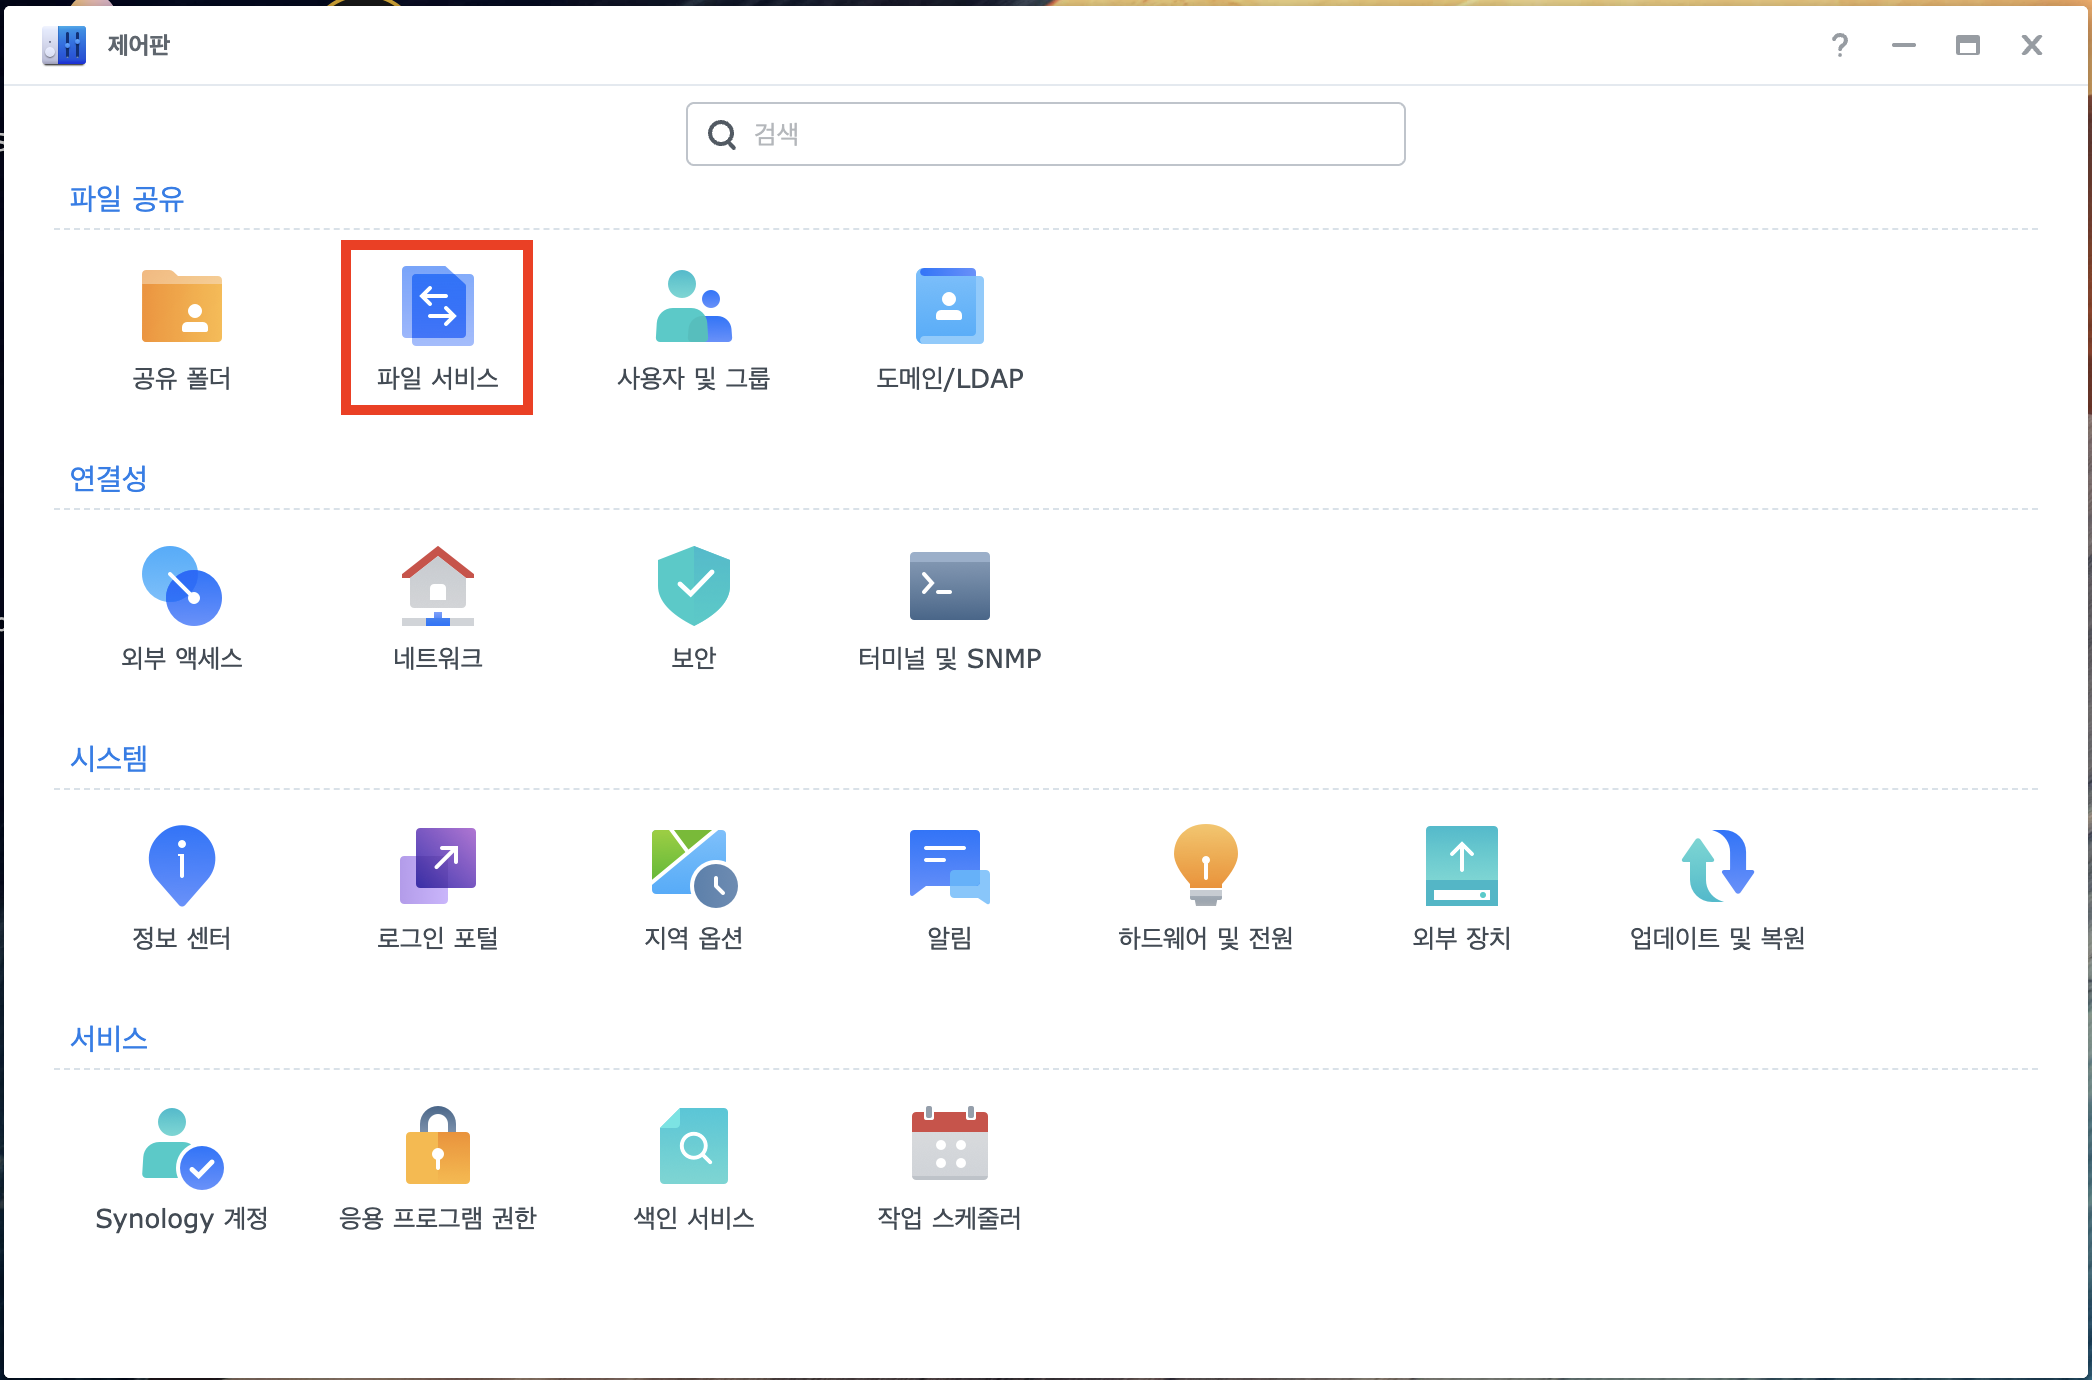 제어판
검색
파일 공유
공유 폴더
파일 서비스
사용자 및 그룹
도메인/LDAP
연결성
외부 액세스
네트워크
보안
터미널 및 SNMP
시스템
정보 센터
로그인 포털
지역 옵션
알림
하드웨어 및 전원
외부 장치
업데이트 및 복원
서비스
Synology 계정
응용 프로그램 권한
색인 서비스
작업 스케줄러